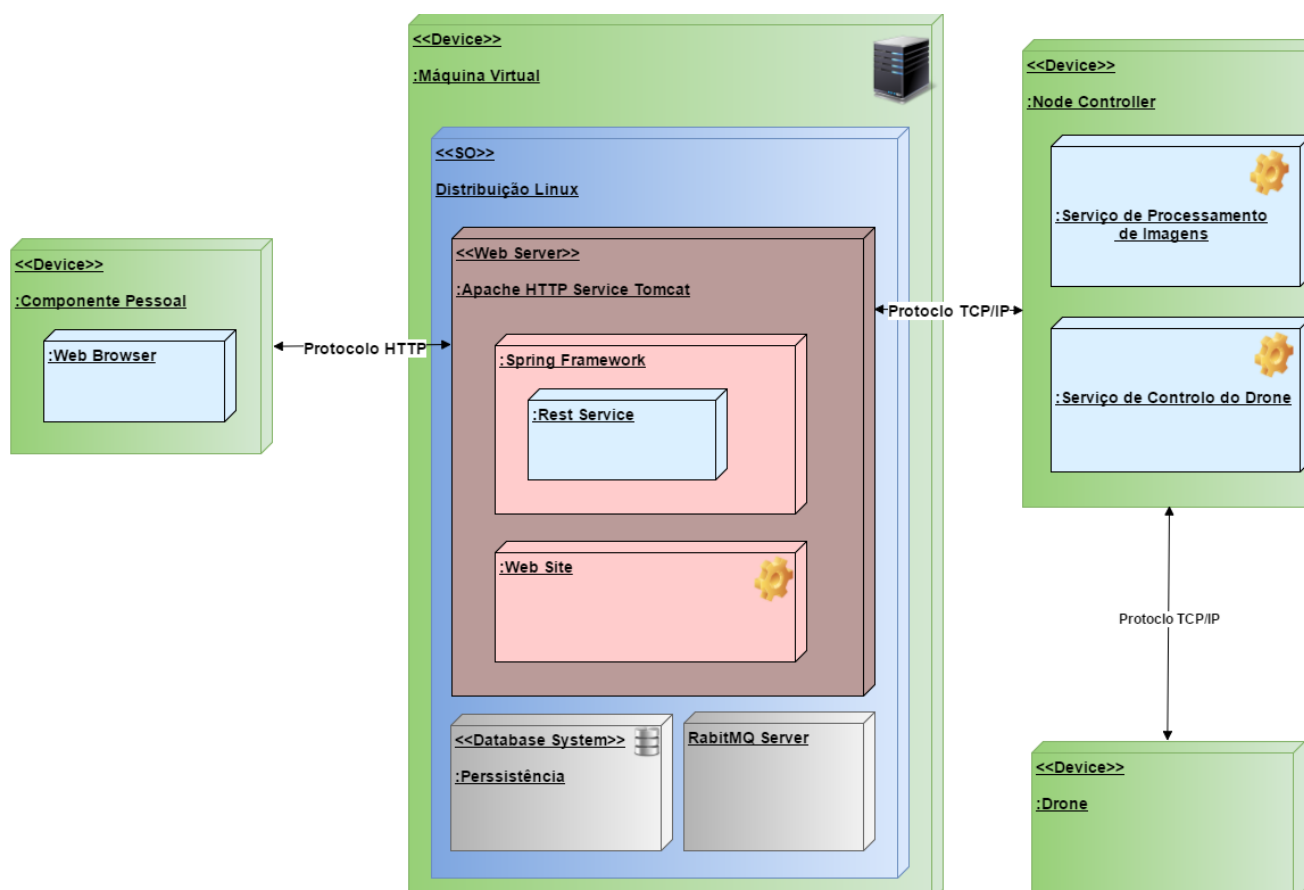 <<Device>>
:Componente Pessoal
:Web Browser
Protocolo HTTP
<<Device>>
:Máquina Virtual
<<SO>>
Distribuição Linux
<<Web Server>>
:Apache HTTP Service Tomcat
:Spring Framework
:Rest Service
:Web Site
<<Database System>>
:Perssistência
RabitMQ Server
Protoclo TCP/IP
<<Device>>
:Node Controller
:Serviço de Processamento
de Imagens
:Serviço de Controlo do Drone
Protoclo TCP/IP
<<Device>>
:Drone